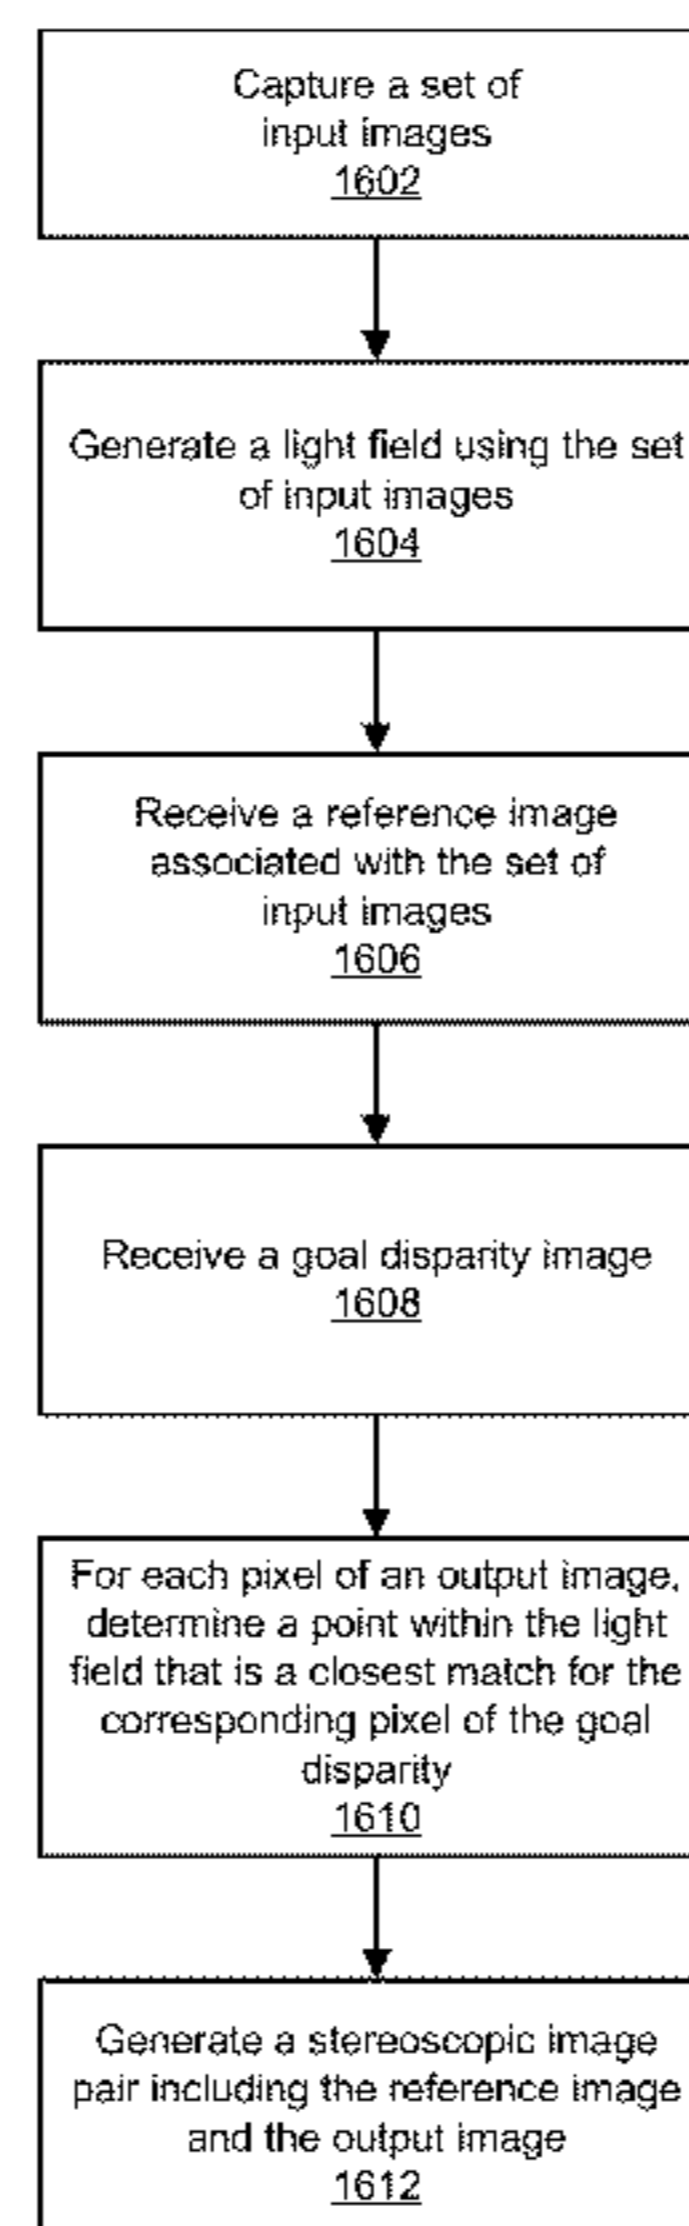 Capture a set of
input images
1602
Generate a light field using the set
of input images
1604
Receive a reference image
associated with the set of
input images
1606
Receive a goal disparity image
1608
For each pixel of an output image,
determine a point within the light
field that is a closest match for the
corresponding pixel of the goal
disparity
1610
Generate a stereoscopic image
pair including the reference image
and the output image
1612